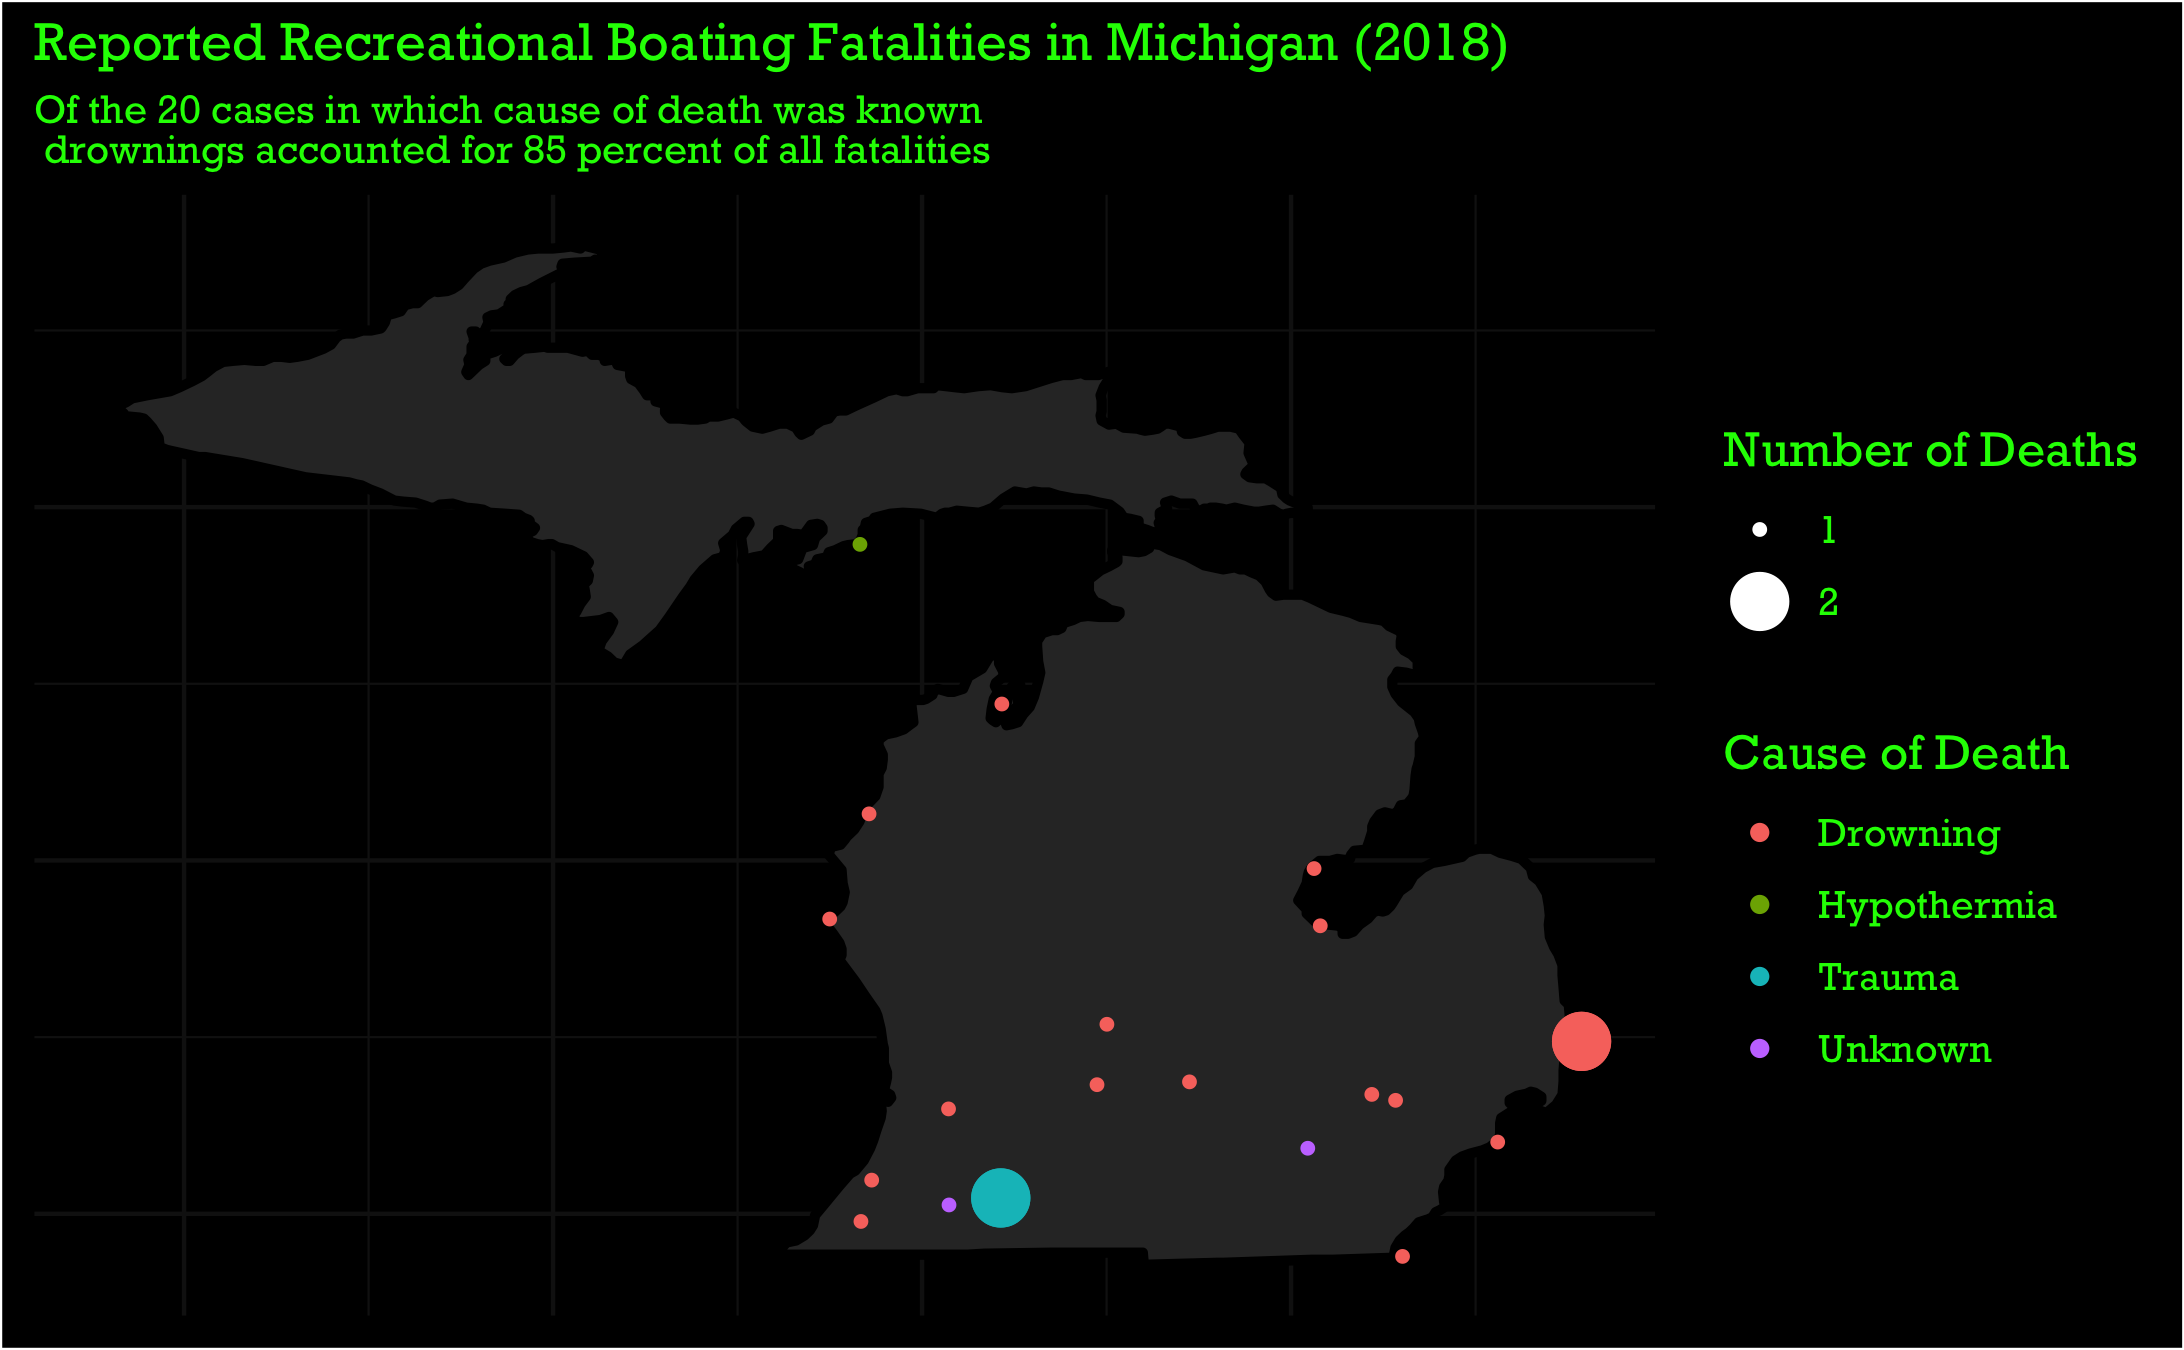 Reported Recreational Boating Fatalities in Michigan (2018)
Of the 20 cases in which cause of death was known
drownings accounted for 85 percent of all fatalities
Number of Deaths
1
2
Cause of Death
Drowning
Hypothermia
Trauma
Unknown